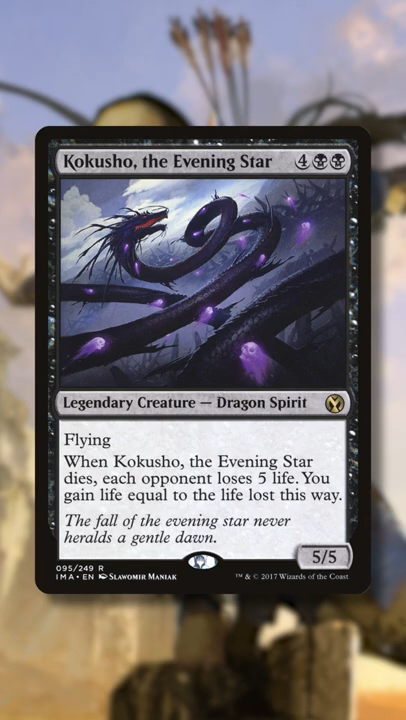 Kokusho, the Evening Star 4
Legendary Creature — Dragon Spirit
Flying
When Kokusho, the Evening Star
dies, each opponent loses 5 life. You
gain life equal to the life lost this way.
The fall of the evening star never
heralds a gentle dawn.
5/5
095/249 R
IMA • EN Slawomir Maniak
™ & © 2017 Wizards of the Coast